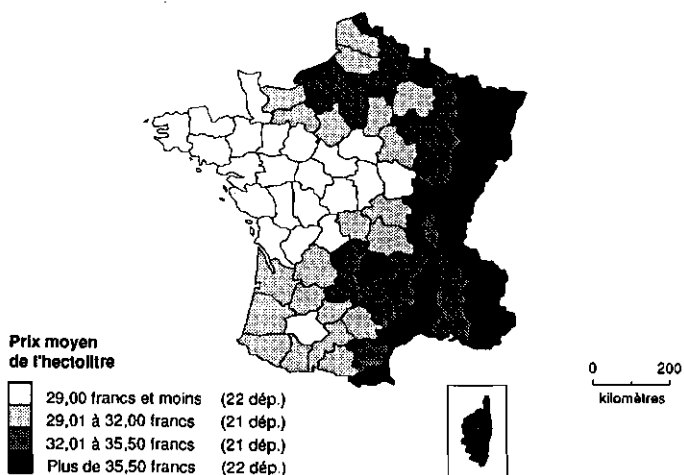 Prix moyen
de l'hectolitre
29,00 francs et moins (22 dép.)
29,01 à 32,00 francs (21 dép.)
32,01 à 35,50 francs (21 dép.)
Plus de 35,50 francs (22 dép.)
0 200
kilomètres